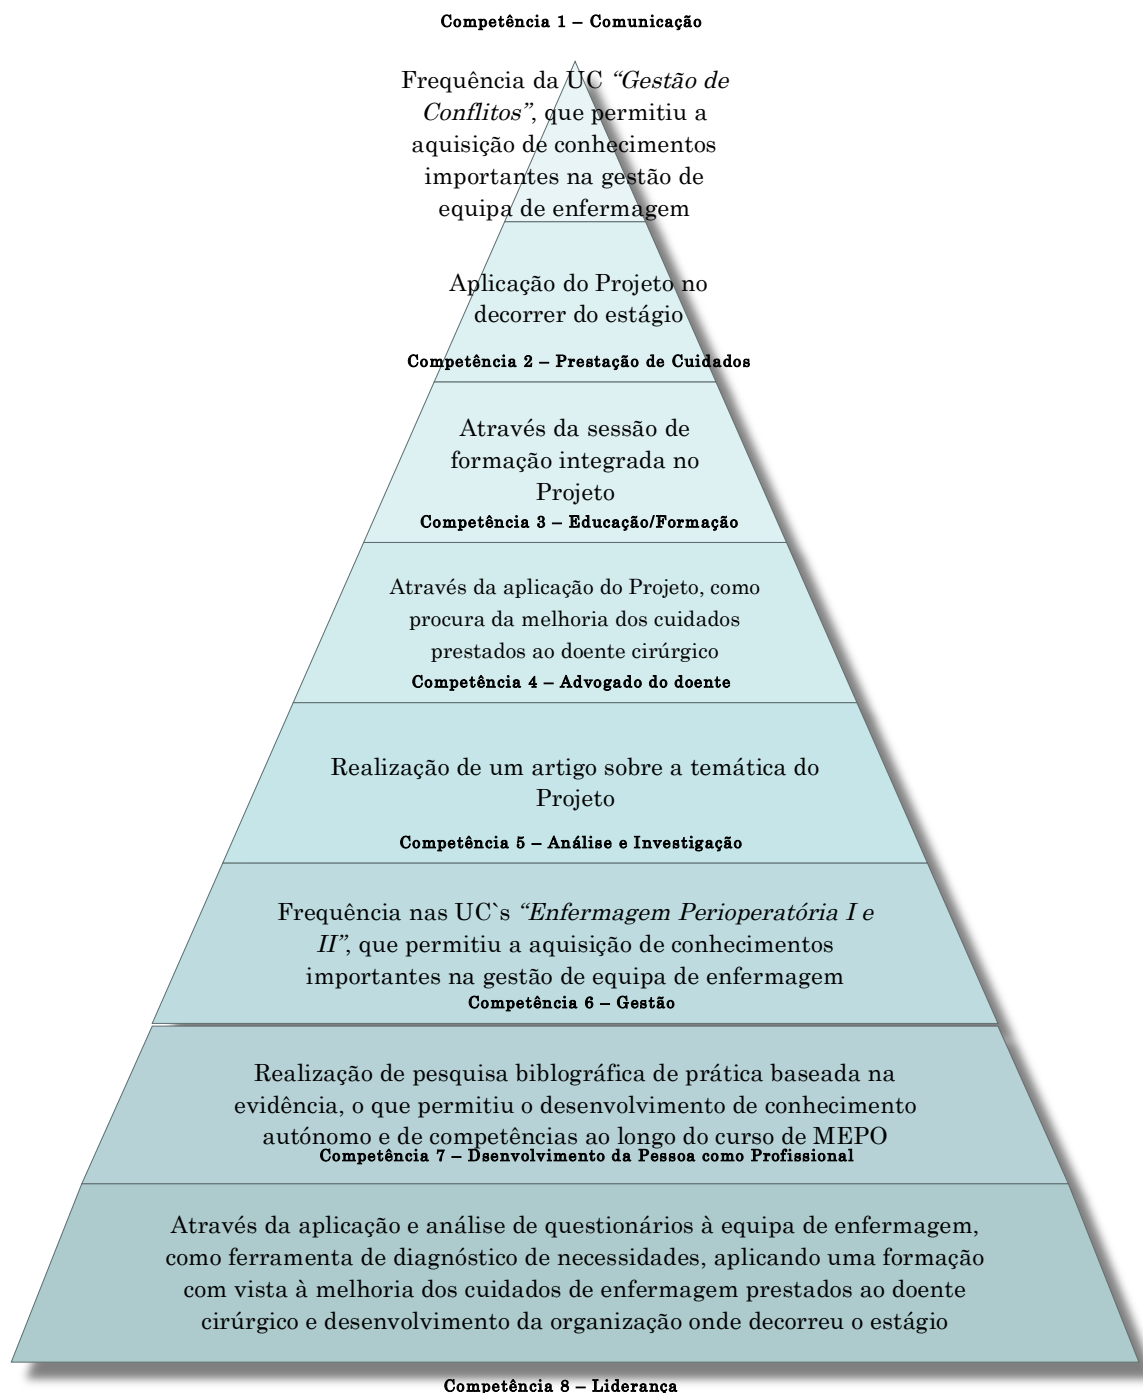 Competência 1 – Comunicação
Frequência da UC “Gestão de
Conflitos”, que permitiu a
aquisição de conhecimentos
importantes na gestão de
equipa de enfermagem
Aplicação do Projeto no
decorrer do estágio
Competência 2 – Prestação de Cuidados
Através da sessão de
formação integrada no
Projeto
Competência 3 – Educação/Formação
Através da aplicação do Projeto, como
procura da melhoria dos cuidados
prestados ao doente cirúrgico
Competência 4 – Advogado do doente
Realização de um artigo sobre a temática do
Projeto
Competência 5 – Análise e Investigação
Frequência nas UC`s “Enfermagem Perioperatória I e
II”, que permitiu a aquisição de conhecimentos
importantes na gestão de equipa de enfermagem
Competência 6 – Gestão
Realização de pesquisa biblográfica de prática baseada na
evidência, o que permitiu o desenvolvimento de conhecimento
autónomo e de competências ao longo do curso de MEPO
Competência 7 – Dsenvolvimento da Pessoa como Profissional
Através da aplicação e análise de questionários à equipa de enfermagem,
como ferramenta de diagnóstico de necessidades, aplicando uma formação
com vista à melhoria dos cuidados de enfermagem prestados ao doente
cirúrgico e desenvolvimento da organização onde decorreu o estágio
Competência 8 – Liderança